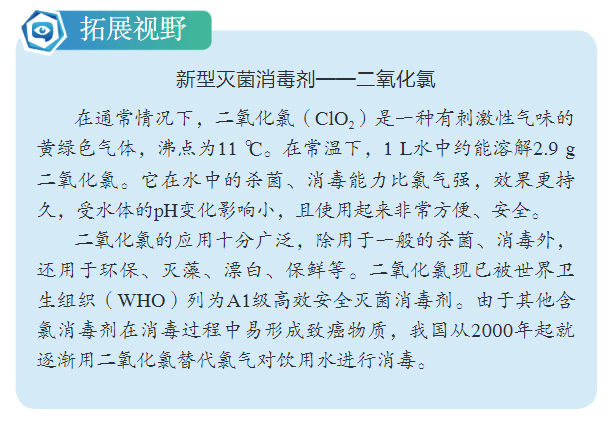 拓展视野
新型灭菌消毒剂——二氧化氯
在通常情况下，二氧化氯（ClO₂）是一种有刺激性气味的
黄绿色气体，沸点为11 ℃。在常温下，1 L水中约能溶解2.9 g
二氧化氯。它在水中的杀菌、消毒能力比氯气强，效果更持
久，受水体的pH变化影响小，且使用起来非常方便、安全。
二氧化氯的应用十分广泛，除用于一般的杀菌、消毒外，
还用于环保、灭藻、漂白、保鲜等。二氧化氯现已被世界卫
生组织（WHO）列为A1级高效安全灭菌消毒剂。由于其他含
氯消毒剂在消毒过程中易形成致癌物质，我国从2000年起就
逐渐用二氧化氯替代氯气对饮用水进行消毒。